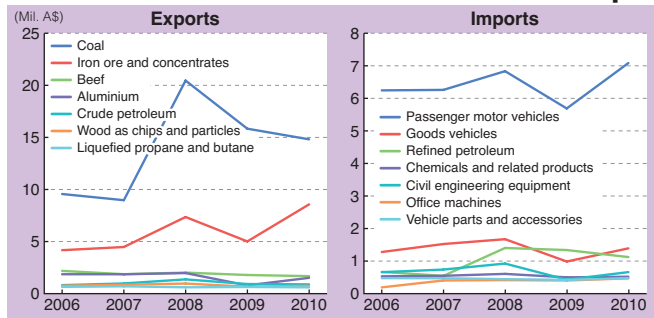 (Mil. A$)
Exports
25
20
15
10
5
0
Coal
Iron ore and concentrates
Beef
Aluminium
Crude petroleum
Wood as chips and particles
Liquefied propane and butane
2006 2007 2008 2009 2010
Imports
8
7
6
5
4
3
2
1
0
Passenger motor vehicles
Goods vehicles
Refined petroleum
Chemicals and related products
Civil engineering equipment
Office machines
Vehicle parts and accessories
2006 2007 2008 2009 2010